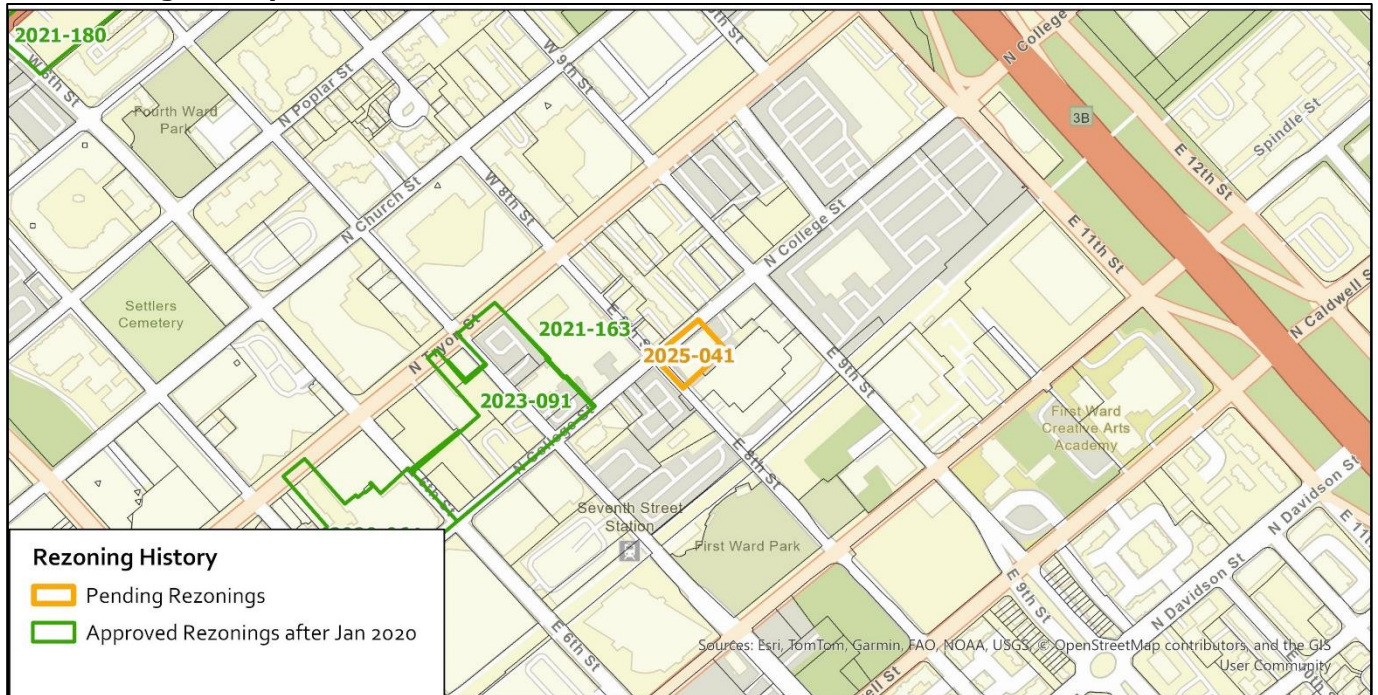 2021-180
W 6th St
Fourth Ward
Park
N Poplar St
W 9th St
N College
3B
Spindle St
E 12th St
N Church St
W 8th St
N College St
E 11th St
Settlers
Cemetery
N Caldwell S
N Tryon St
2021-163
2025-041
2023-091
E 9th St
First Ward
Creative Arts
Academy
N College St
E 8th St
Seventh Street
Station
First Ward Park
N Davidson St
E 9th St
N Davidson St
E 6th St
Rezoning History
Pending Rezonings
Approved Rezonings after Jan 2020
Sources: Esri, TomTom, Garmin, FAO, NOAA, USGS, © OpenStreetMap contributors, and the GIS
User Community